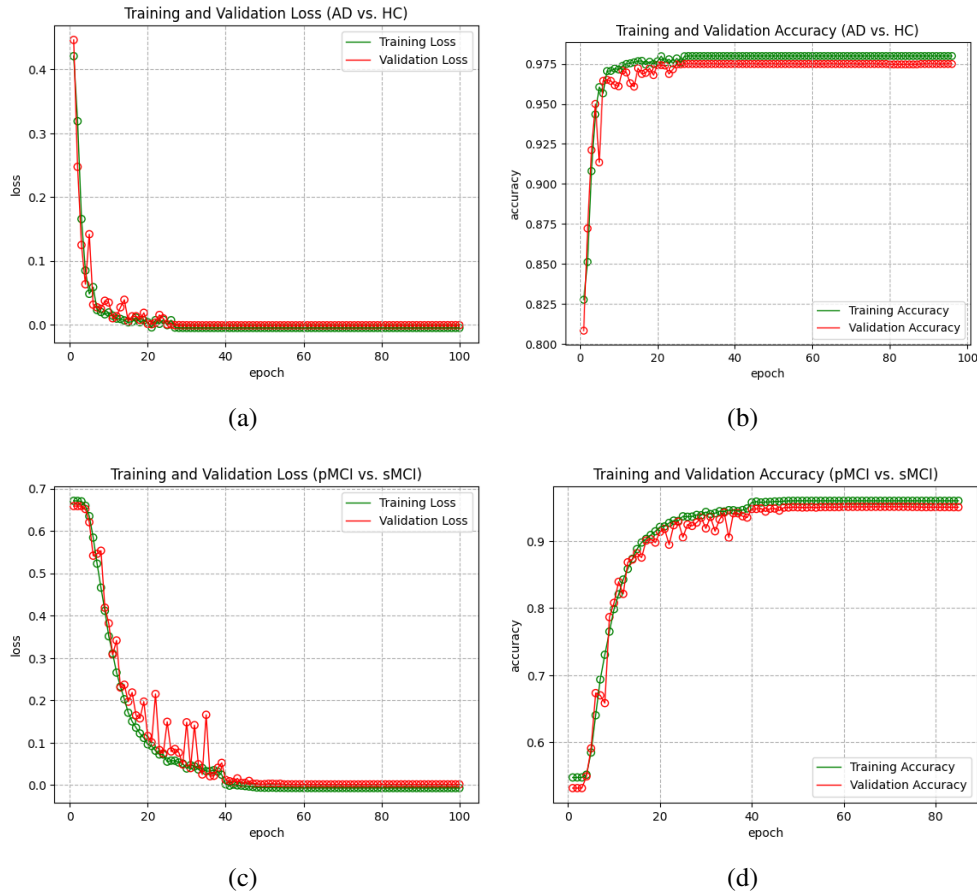 Training and Validation Loss (AD vs. HC)
Training Loss
Validation Loss
0.4
0.3
0.2
0.1
0.0
loss
0
20
40
60
80
100
epoch
(a)
Training and Validation Accuracy (AD vs. HC)
0.975
0.950
0.925
0.900
0.875
0.850
0.825
0.800
accuracy
Training Accuracy
Validation Accuracy
0
20
40
60
80
100
epoch
(b)
Training and Validation Loss (pMCI vs. sMCI)
Training Loss
Validation Loss
0.7
0.6
0.5
0.4
0.3
0.2
0.1
0.0
loss
0
20
40
60
80
100
epoch
(c)
Training and Validation Accuracy (pMCI vs. sMCI)
0.9
0.8
0.7
0.6
accuracy
Training Accuracy
Validation Accuracy
0
20
40
60
80
epoch
(d)